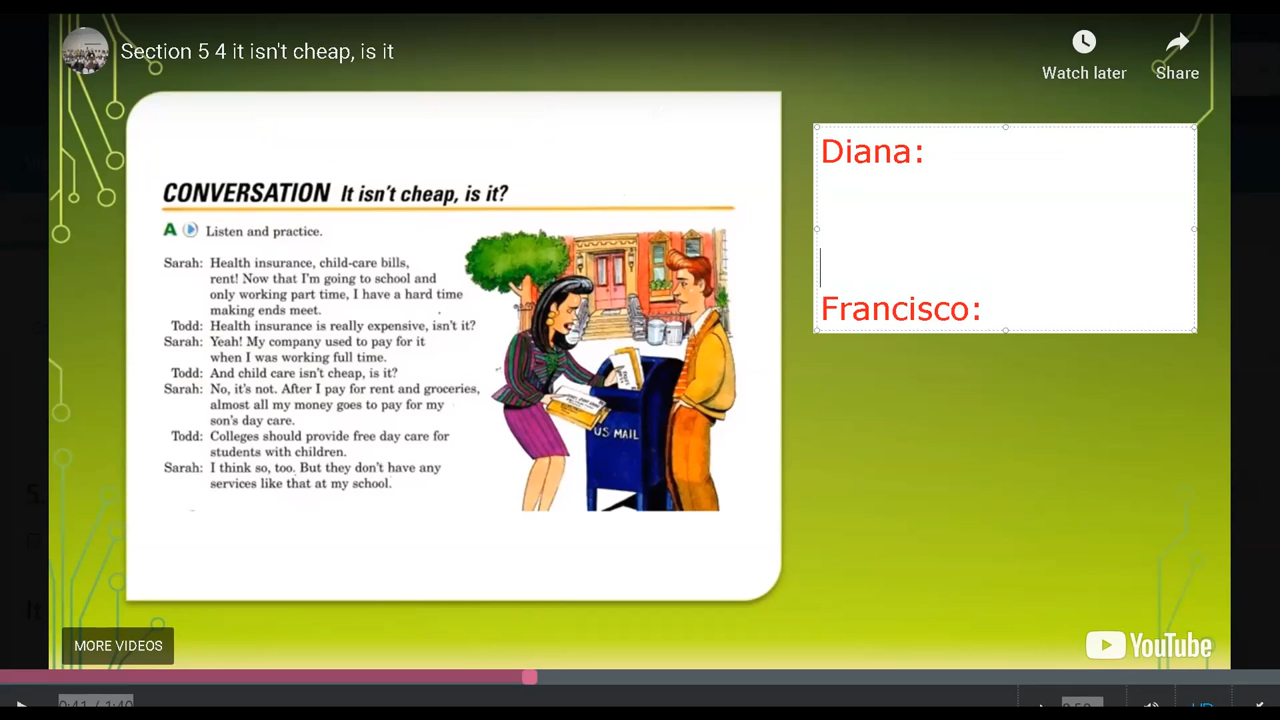 Section 5 4 it isn't cheap, is it
Watch later
Share
CONVERSATION It isn't cheap, is it?
A Listen and practice.
Sarah: Health insurance, child-care bills,
rent! Now that I'm going to school and
only working part time, I have a hard time
making ends meet.
Todd: Health insurance is really expensive, isn't it?
Sarah: Yeah! My company used to pay for it
when I was working full time.
Todd: And child care isn't cheap, is it?
Sarah: No, it's not. After I pay for rent and groceries,
almost all my money goes to pay for my
son's day care.
Todd: Colleges should provide free day care for
students with children.
Sarah: I think so, too. But they don't have any
services like that at my school.
US MAIL
Diana:
Francisco:
MORE VIDEOS
YouTube
0:41 / 1:40